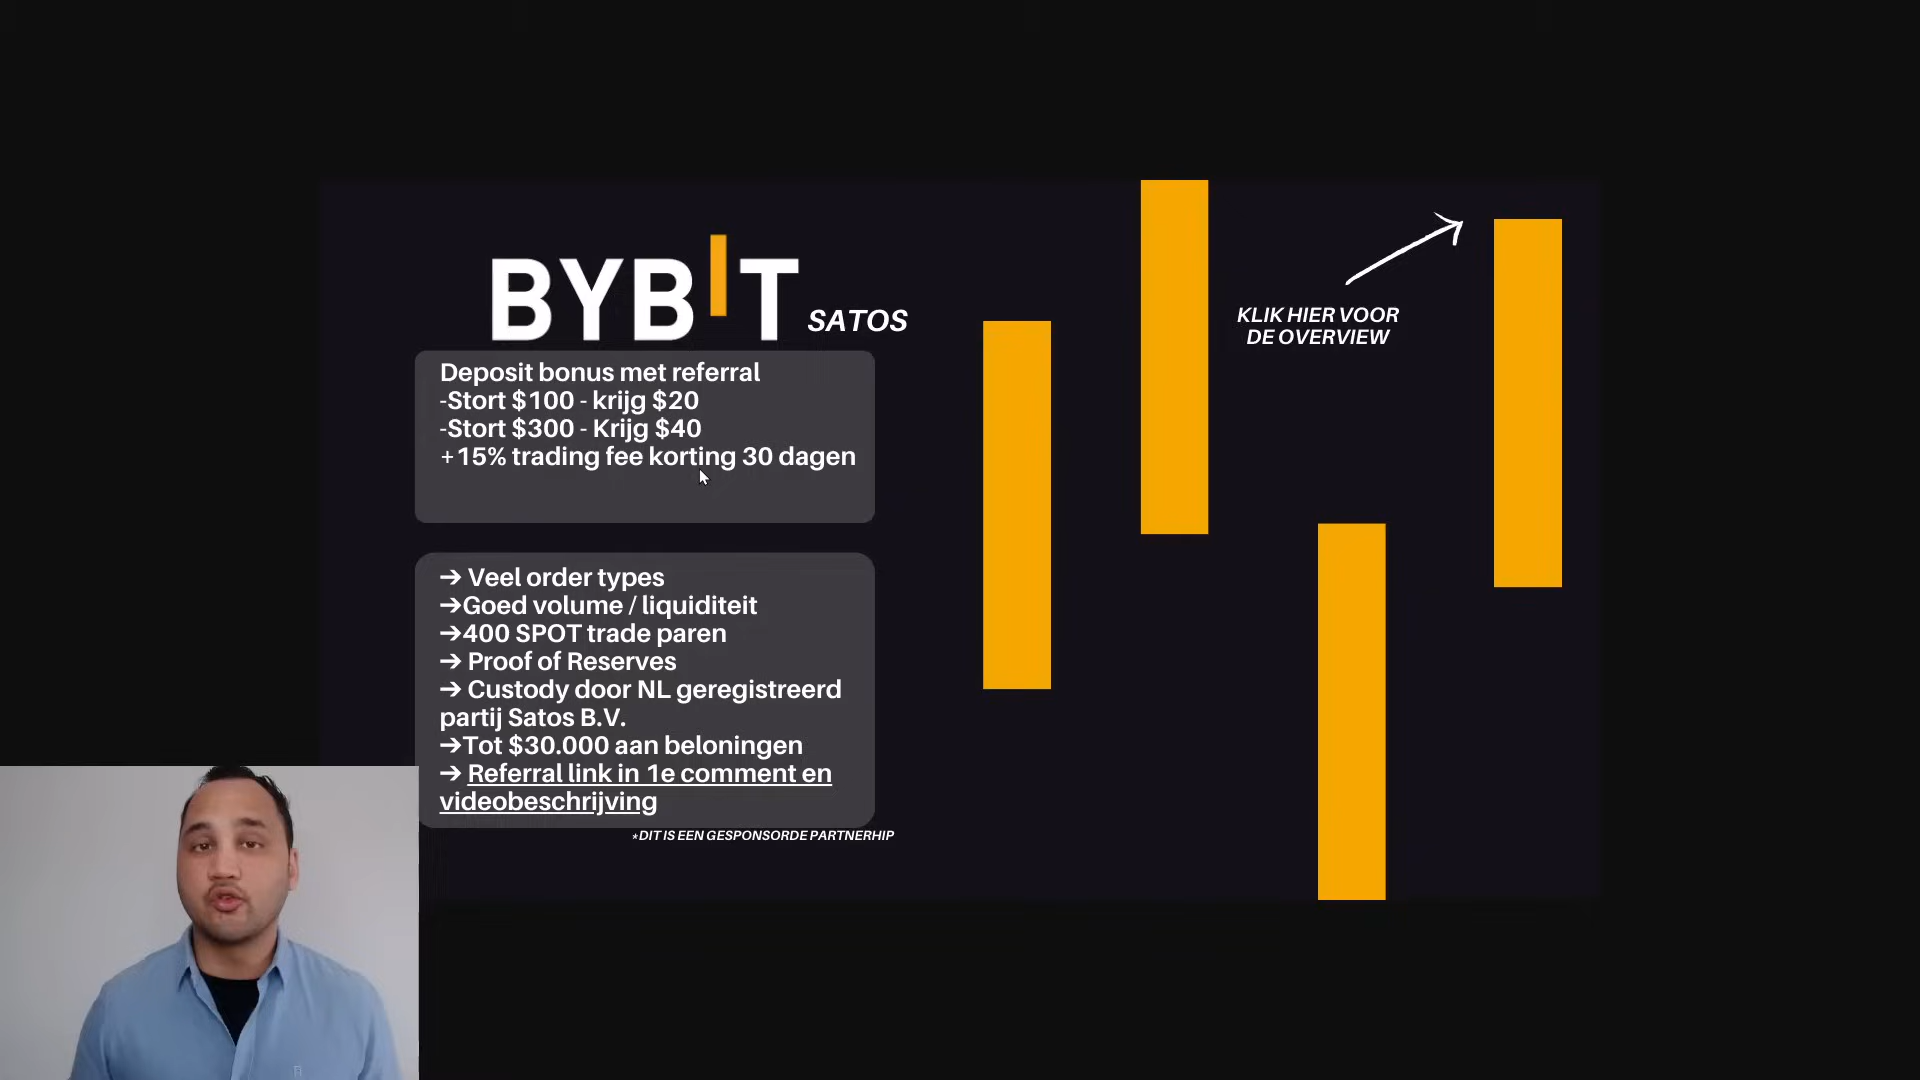 BYBIT SATOS
Deposit bonus met referral
-Stort $100 - krijg $20
-Stort $300 - Krijg $40
+15% trading fee korting 30 dagen
→ Veel order types
→Goed volume / liquiditeit
→400 SPOT trade paren
→ Proof of Reserves
→ Custody door NL geregistreerd
partij Satos B.V.
→Tot $30.000 aan beloningen
→ Referral link in 1e comment en
videobeschrijving
*DIT IS EEN GESPONSORDE PARTNERHIP
KLIK HIER VOOR
DE OVERVIEW